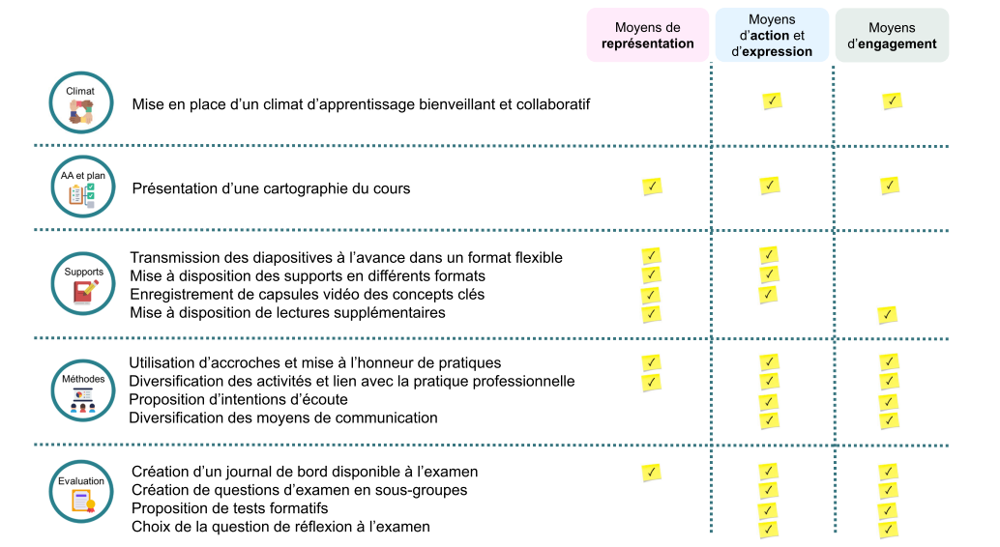 Moyens de
représentation
Moyens
d’action et
d’expression
Moyens
d’engagement
Climat
Mise en place d’un climat d’apprentissage bienveillant et collaboratif
AA et plan
Présentation d’une cartographie du cours
Supports
Transmission des diapositives à l’avance dans un format flexible
Mise à disposition des supports en différents formats
Enregistrement de capsules vidéo des concepts clés
Mise à disposition de lectures supplémentaires
Méthodes
Utilisation d’accroches et mise à l’honneur de pratiques
Diversification des activités et lien avec la pratique professionnelle
Proposition d’intentions d’écoute
Diversification des moyens de communication
Evaluation
Création d’un journal de bord disponible à l’examen
Création de questions d’examen en sous-groupes
Proposition de tests formatifs
Choix de la question de réflexion à l’examen